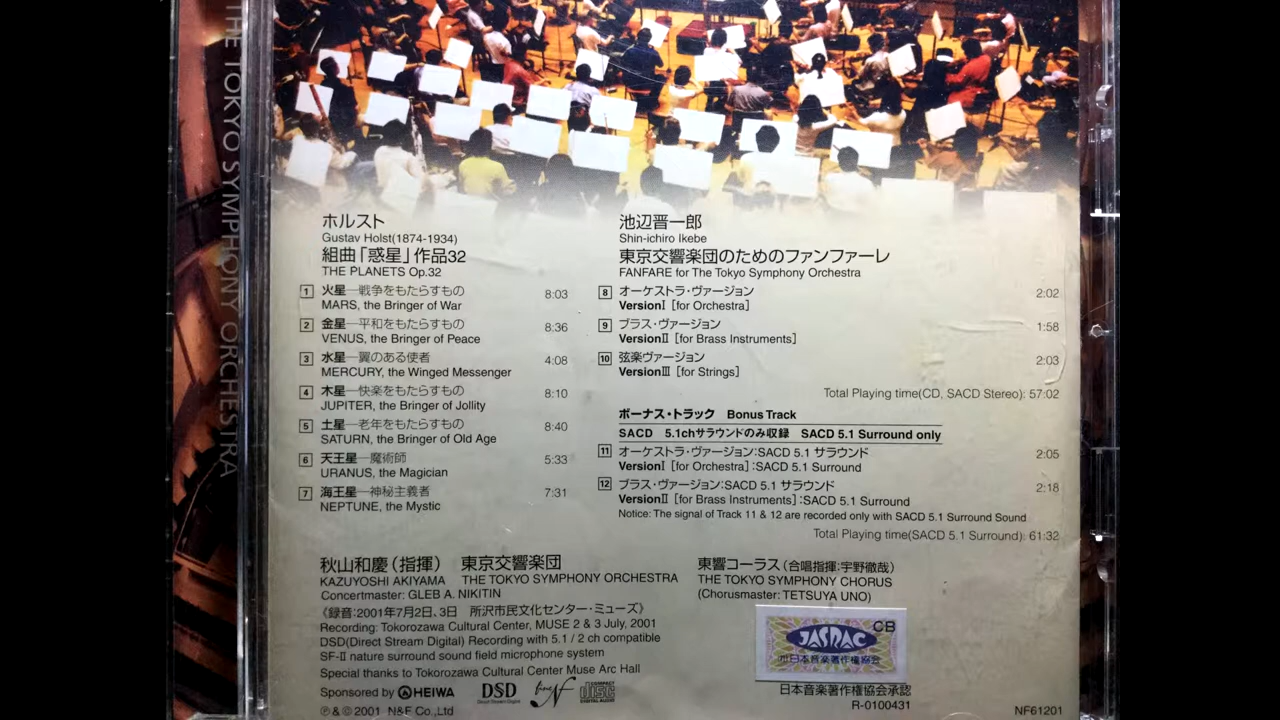 THE TOKYO SYMPHONY ORCHESTRA
ホルスト
Gustav Holst(1874-1934)
組曲「惑星」作品32
THE PLANETS Op.32
1 火星—戦争をもたらすもの 8:03
MARS, the Bringer of War
2 金星—平和をもたらすもの 8:36
VENUS, the Bringer of Peace
3 水星—翼のある使者 4:08
MERCURY, the Winged Messenger
4 木星—快楽をもたらすもの 8:10
JUPITER, the Bringer of Jollity
5 土星—老年をもたらすもの 8:40
SATURN, the Bringer of Old Age
6 天王星—魔術師 5:33
URANUS, the Magician
7 海王星—神秘主義者 7:31
NEPTUNE, the Mystic
池辺晋一郎
Shin-ichiro Ikebe
東京交響楽団のためのファンファーレ
FANFARE for The Tokyo Symphony Orchestra
8 オーケストラ・ヴァージョン 2:02
VersionⅠ [for Orchestra]
9 ブラス・ヴァージョン 1:58
VersionⅡ [for Brass Instruments]
10 弦楽ヴァージョン 2:03
VersionⅢ [for Strings]
Total Playing time(CD, SACD Stereo): 57:02
ボーナス・トラック Bonus Track
SACD 5.1chサラウンドのみ収録 SACD 5.1 Surround only
11 オーケストラ・ヴァージョン:SACD 5.1 サラウンド 2:05
VersionⅠ [for Orchestra]:SACD 5.1 Surround
12 ブラス・ヴァージョン:SACD 5.1 サラウンド 2:18
VersionⅡ [for Brass Instruments]:SACD 5.1 Surround
Notice: The signal of Track 11 & 12 are recorded only with SACD 5.1 Surround Sound
Total Playing time(SACD 5.1 Surround): 61:32
秋山和慶(指揮) 東京交響楽団
KAZUYOSHI AKIYAMA THE TOKYO SYMPHONY ORCHESTRA
Concertmaster: GLEB A. NIKITIN
東響コーラス(合唱指揮:宇野徹哉)
THE TOKYO SYMPHONY CHORUS
(Chorusmaster: TETSUYA UNO)
《録音:2001年7月2日、3日 所沢市民文化センター・ミューズ》
Recording: Tokorozawa Cultural Center, MUSE 2 & 3 July, 2001
DSD(Direct Stream Digital) Recording with 5.1 / 2 ch compatible
SF-Ⅱ nature surround sound field microphone system
Special thanks to Tokorozawa Cultural Center Muse Arc Hall
Sponsored by HEIWA DSD Direct Stream Digital COMPACT disc DIGITAL AUDIO
℗&© 2001 N&F Co.,Ltd
CB
JASRAC
(社)日本音楽著作権協会
日本音楽著作権協会承認
R-0100431
NF61201